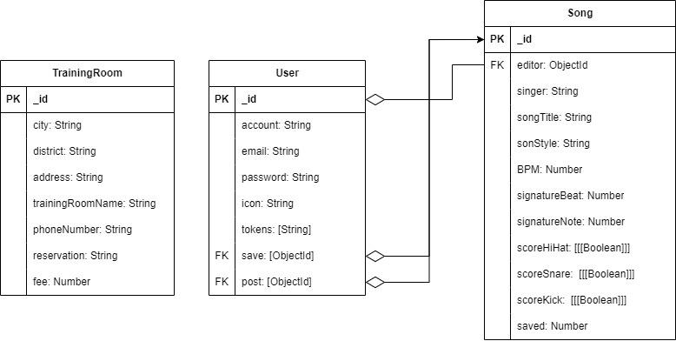 TrainingRoom
PK _id
city: String
district: String
address: String
trainingRoomName: String
phoneNumber: String
reservation: String
fee: Number
User
PK _id
account: String
email: String
password: String
icon: String
tokens: [String]
FK save: [ObjectId]
FK post: [ObjectId]
Song
PK _id
FK editor: ObjectId
singer: String
songTitle: String
sonStyle: String
BPM: Number
signatureBeat: Number
signatureNote: Number
scoreHiHat: [[[Boolean]]]
scoreSnare: [[[Boolean]]]
scoreKick: [[[Boolean]]]
saved: Number